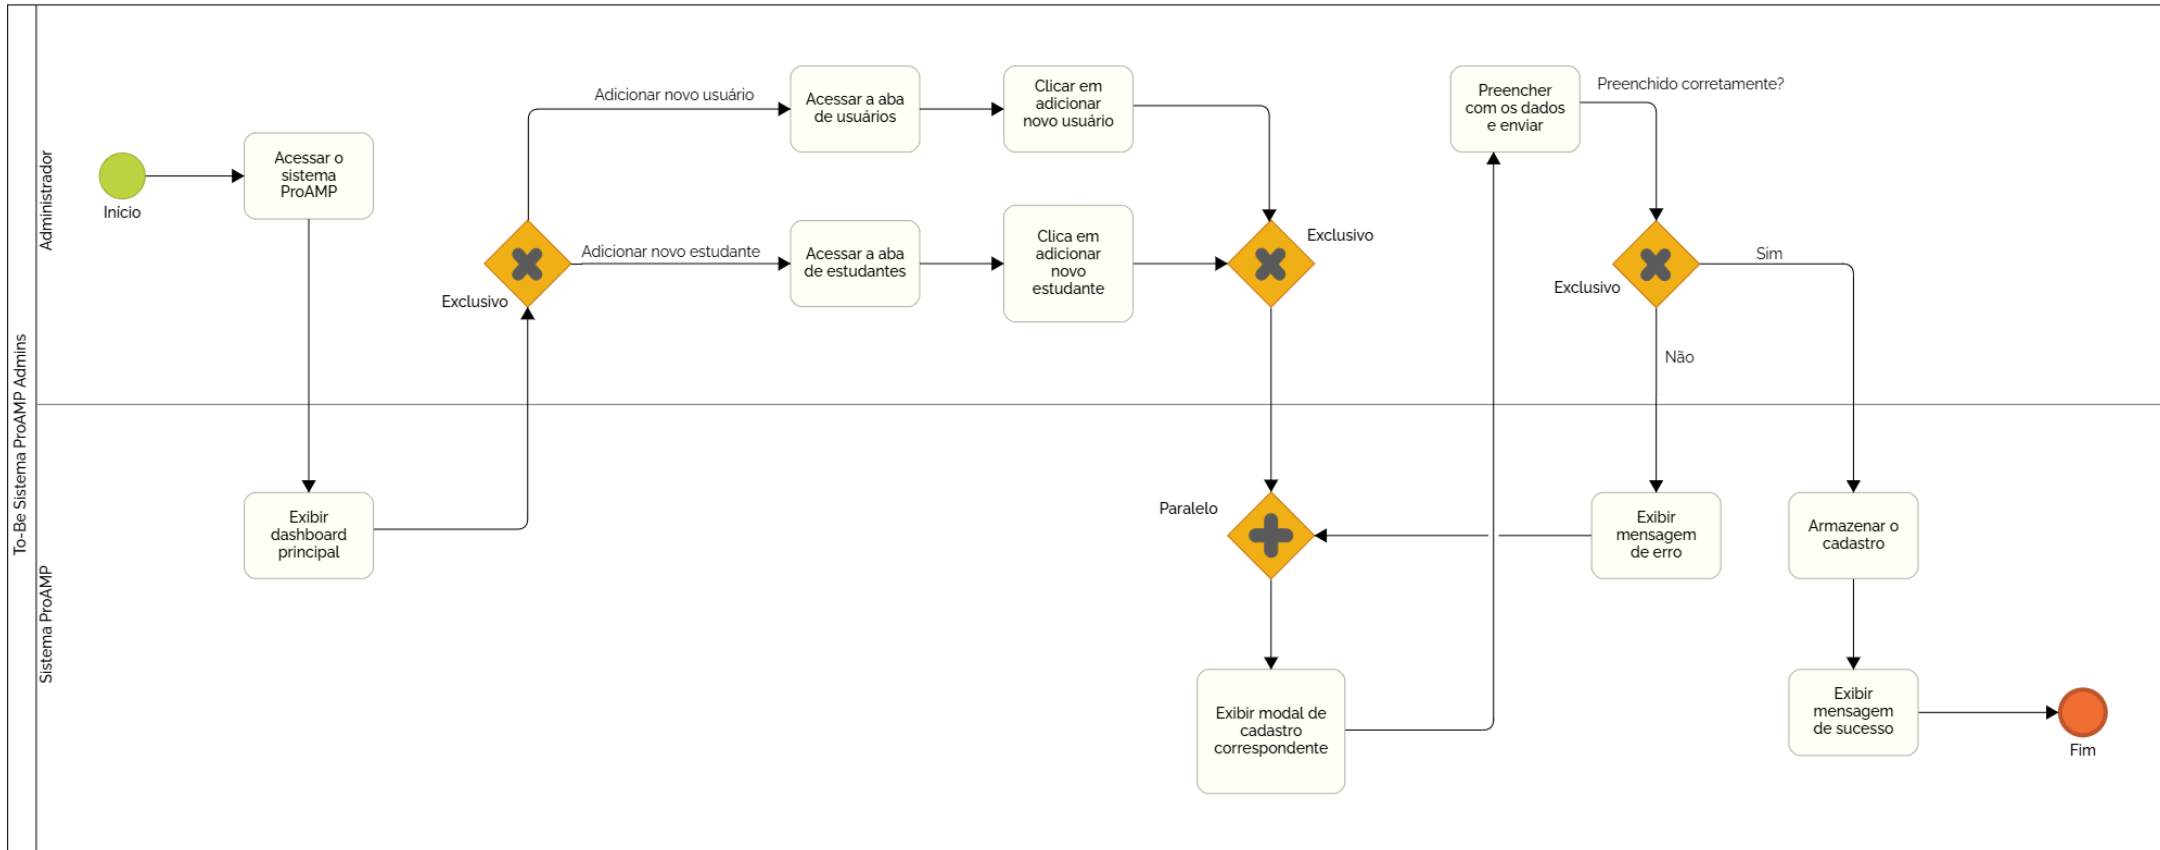 To-Be Sistema ProAMP Admins
Administrador
Início
Acessar o
sistema
ProAMP
Exclusivo
Adicionar novo usuário
Acessar a aba
de usuários
Clicar em
adicionar
novo usuário
Adicionar novo estudante
Acessar a aba
de estudantes
Clica em
adicionar
novo
estudante
Exclusivo
Preencher
com os dados
e enviar
Preenchido corretamente?
Exclusivo
Sim
Não
Sistema ProAMP
Exibir
dashboard
principal
Paralelo
Exibir modal de
cadastro
correspondente
Exibir
mensagem
de erro
Armazenar o
cadastro
Exibir
mensagem
de sucesso
Fim